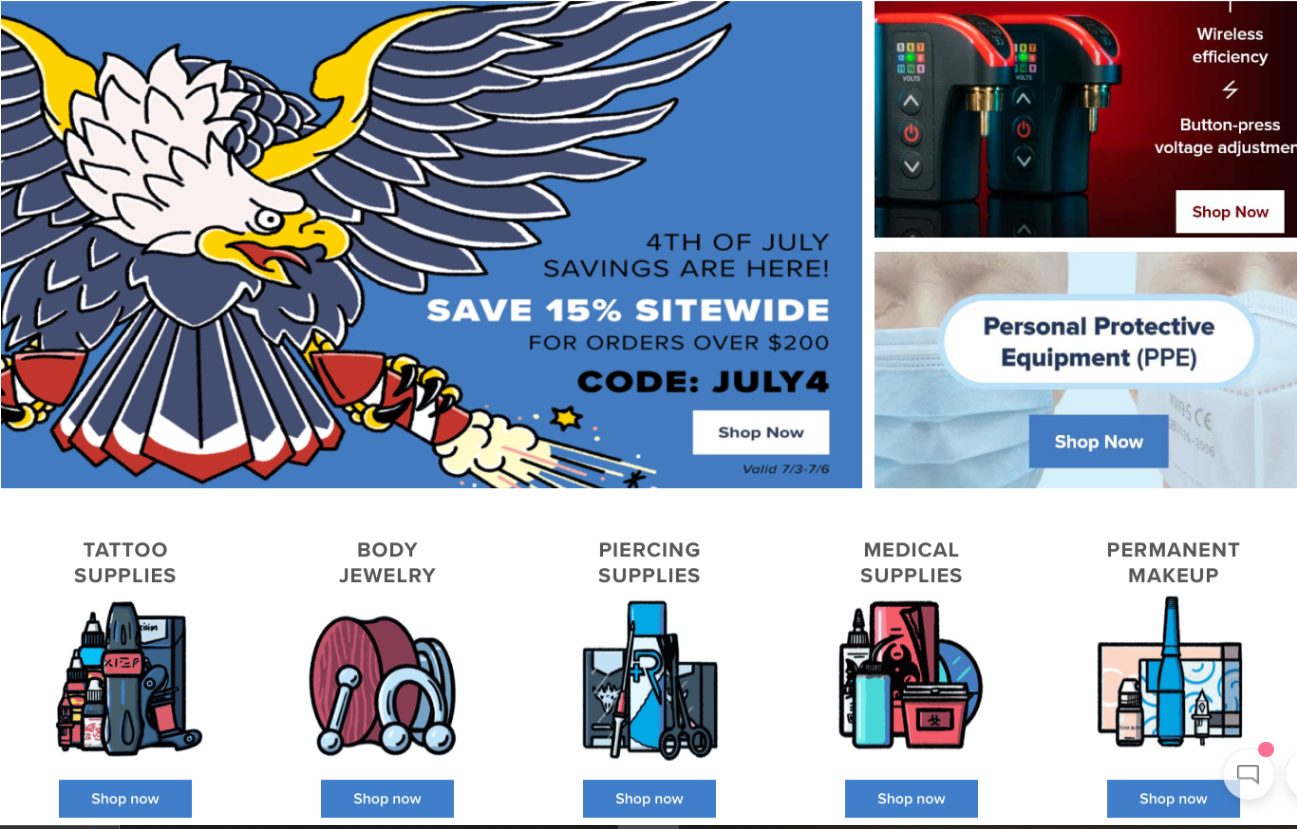 4TH OF JULY
SAVINGS ARE HERE!
SAVE 15% SITEWIDE
FOR ORDERS OVER $200
CODE: JULY4
Shop Now
Valid 7/3-7/6
Wireless
efficiency
Button-press
voltage adjustmen
VOLTS
VOLTS
Shop Now
Personal Protective
Equipment (PPE)
Shop Now
TATTOO
SUPPLIES
Shop now
BODY
JEWELRY
Shop now
PIERCING
SUPPLIES
Shop now
MEDICAL
SUPPLIES
Shop now
PERMANENT
MAKEUP
Shop now